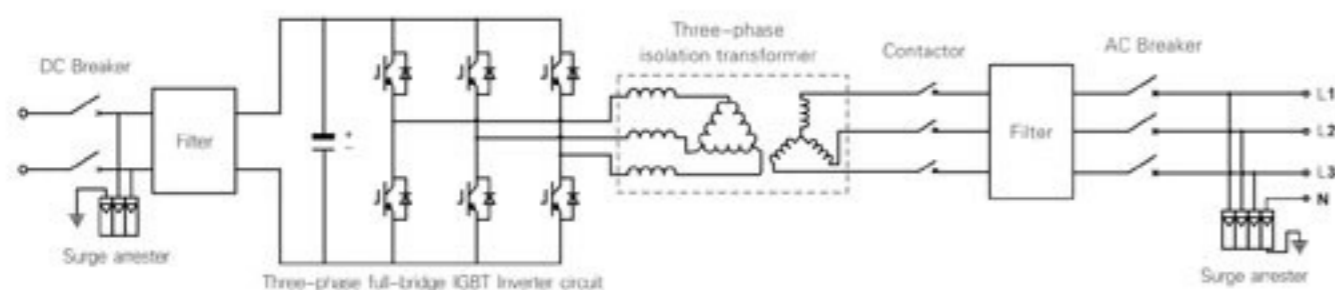 DC Breaker
Filter
Surge arrester
+
-
Three-phase full-bridge IGBT Inverter circuit
Three-phase
isolation transformer
Contactor
Filter
AC Breaker
L1
L2
L3
N
Surge arrester